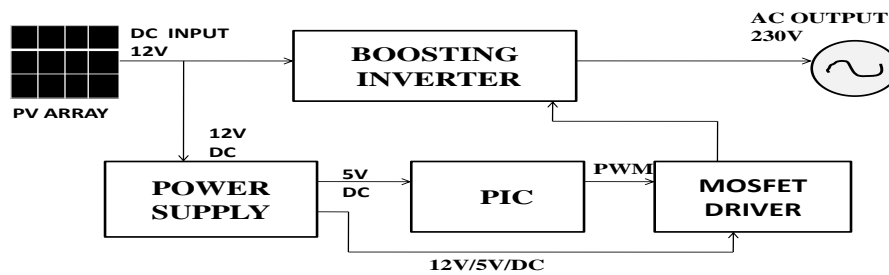 DC INPUT
12V
PV ARRAY
BOOSTING
INVERTER
AC OUTPUT
230V
12V
DC
POWER
SUPPLY
5V
DC
PIC
PWM
MOSFET
DRIVER
12V/5V/DC